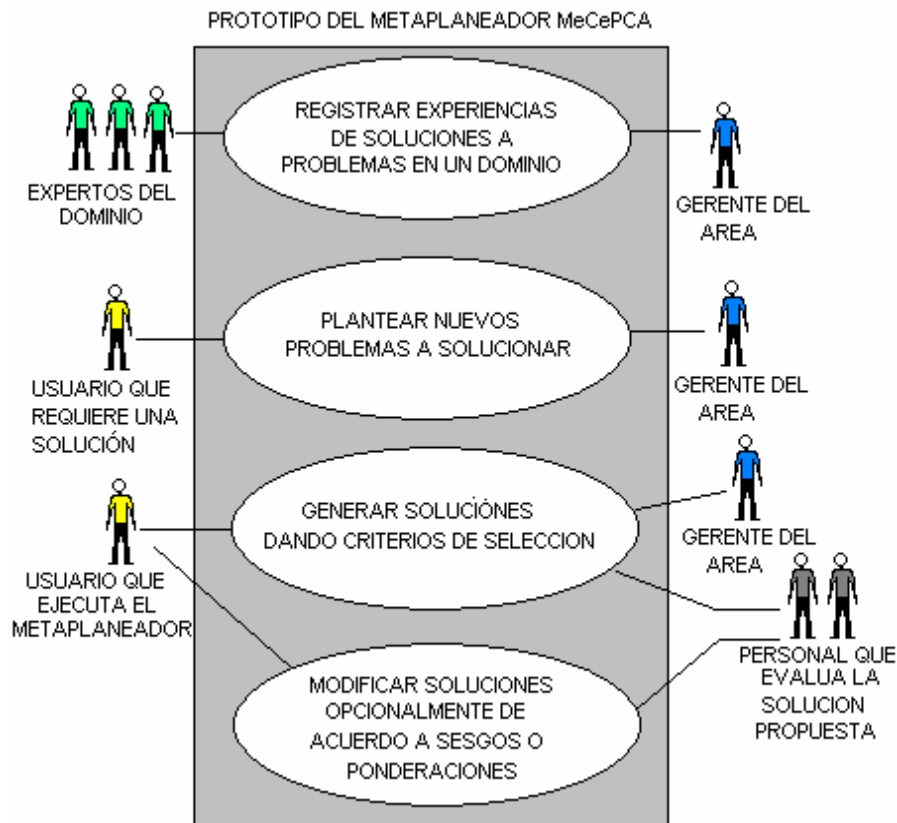 PROTOTIPO DEL METAPLANEADOR MeCePCA
REGISTRAR EXPERIENCIAS
DE SOLUCIONES A
PROBLEMAS EN UN DOMINIO
EXPERTOS DEL
DOMINIO
GERENTE DEL
AREA
PLANTEAR NUEVOS
PROBLEMAS A SOLUCIONAR
USUARIO QUE
REQUIERE UNA
SOLUCIÓN
GERENTE DEL
AREA
GENERAR SOLUCIÓNES
DANDO CRITERIOS DE SELECCION
USUARIO QUE
EJECUTA EL
METAPLANEADOR
GERENTE DEL
AREA
MODIFICAR SOLUCIONES
OPCIONALMENTE DE
ACUERDO A SESGOS O
PONDERACIONES
PERSONAL QUE
EVALUA LA
SOLUCION
PROPUESTA